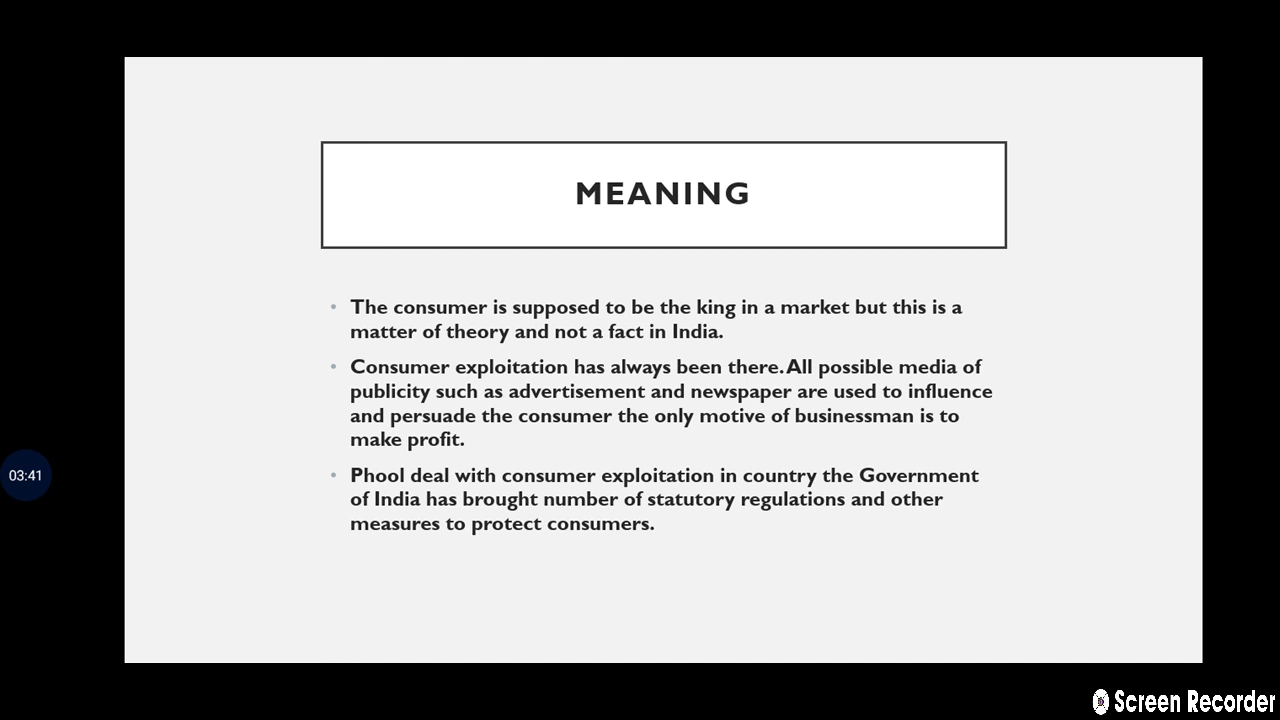 MEANING
• The consumer is supposed to be the king in a market but this is a
matter of theory and not a fact in India.
• Consumer exploitation has always been there. All possible media of
publicity such as advertisement and newspaper are used to influence
and persuade the consumer the only motive of businessman is to
make profit.
• Phool deal with consumer exploitation in country the Government
of India has brought number of statutory regulations and other
measures to protect consumers.
03:41
Screen Recorder